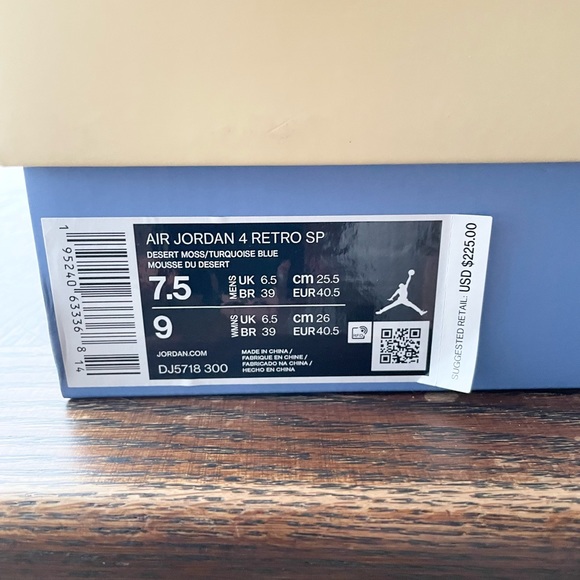 AIR JORDAN 4 RETRO SP
DESERT MOSS/TURQUOISE BLUE
MOUSSE DU DESERT
7.5 MENS UK 6.5 cm 25.5
BR 39 EUR 40.5
9 WMNS UK 6.5 cm 26
BR 39 EUR 40.5
JORDAN.COM
DJ5718 300
MADE IN CHINA /
FABRIQUE EN CHINE /
FABRICADO NA CHINA /
HECHO EN CHINA
1 95240 63336 8 14
SUGGESTED RETAIL: USD $225.00